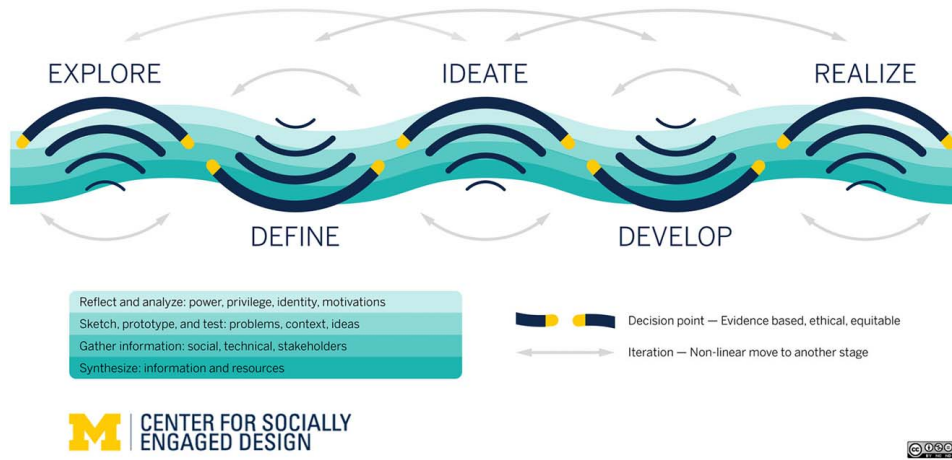 EXPLORE
IDEATE
REALIZE
DEFINE
DEVELOP
Reflect and analyze: power, privilege, identity, motivations
Sketch, prototype, and test: problems, context, ideas
Gather information: social, technical, stakeholders
Synthesize: information and resources
Decision point — Evidence based, ethical, equitable
Iteration — Non-linear move to another stage
M
CENTER FOR SOCIALLY
ENGAGED DESIGN
cc